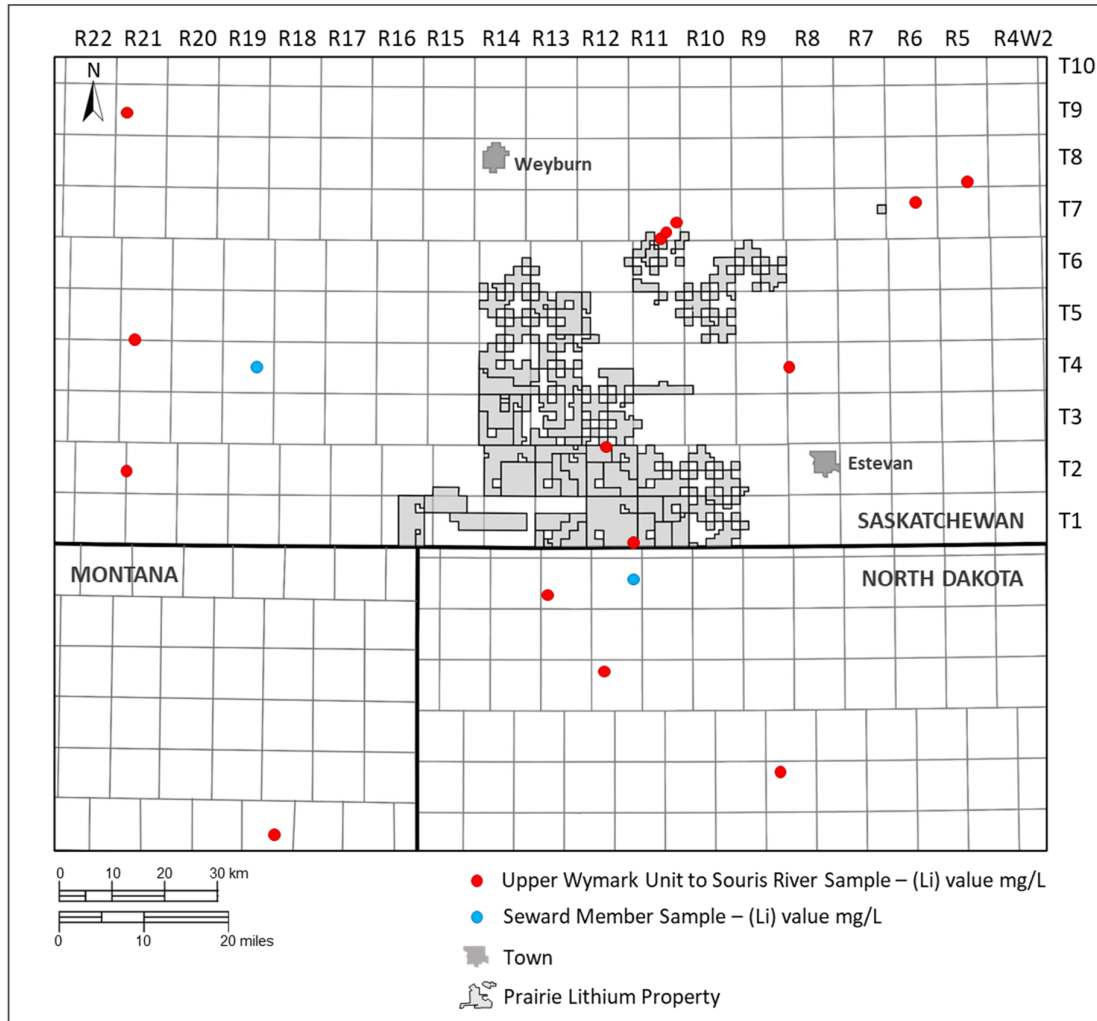 R22 R21 R20 R19 R18 R17 R16 R15 R14 R13 R12 R11 R10 R9 R8 R7 R6 R5 R4W2
T10
N
T9
T8
Weyburn
T7
T6
T5
T4
T3
T2
Estevan
T1
SASKATCHEWAN
MONTANA
NORTH DAKOTA
0 10 20 30 km
0 10 20 miles
Upper Wymark Unit to Souris River Sample – (Li) value mg/L
Seward Member Sample – (Li) value mg/L
Town
Prairie Lithium Property